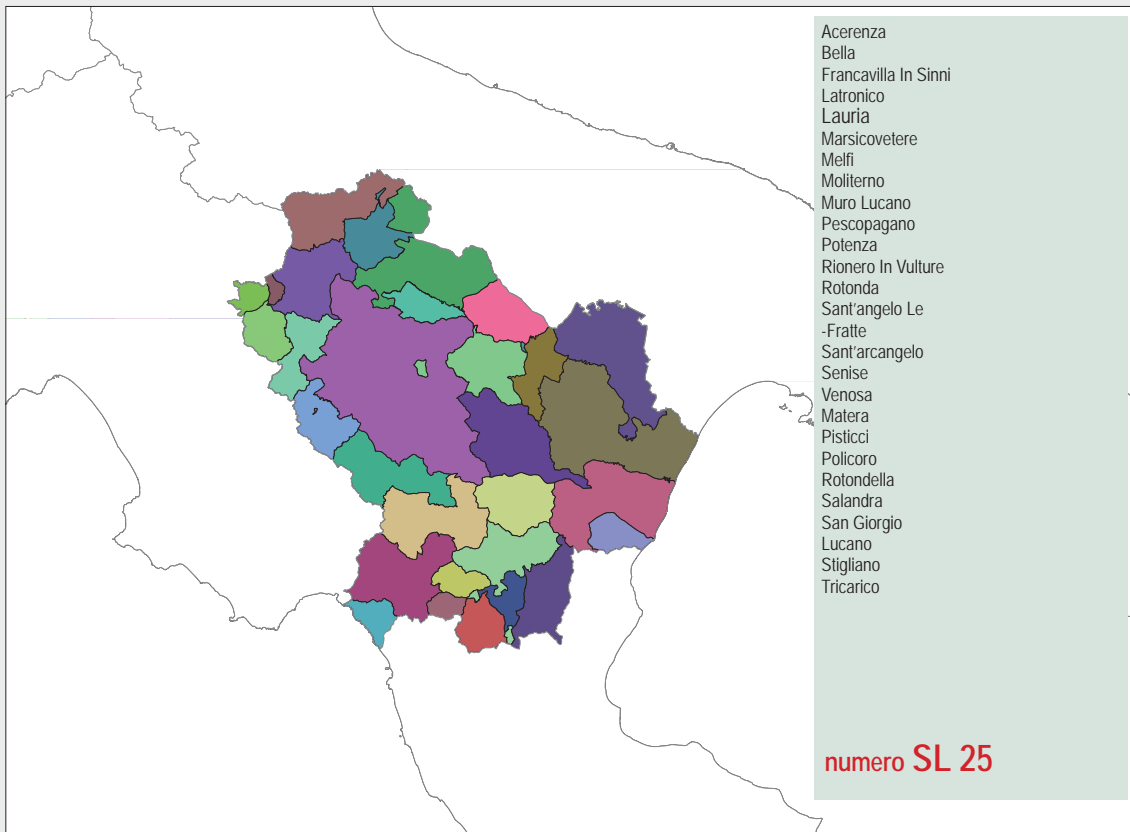 Acerenza
Bella
Francavilla In Sinni
Latronico
Lauria
Marsicovetere
Melfi
Moliterno
Muro Lucano
Pescopagano
Potenza
Rionero In Vulture
Rotonda
Sant'angelo Le
-Fratte
Sant'arcangelo
Senise
Venosa
Matera
Pisticci
Policoro
Rotondella
Salandra
San Giorgio
Lucano
Stigliano
Tricarico
numero SL 25